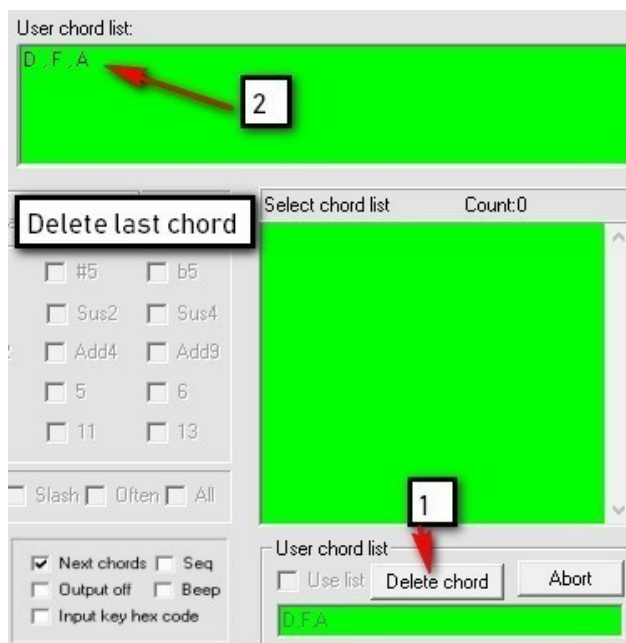 User chord list:
D , F , A
2
Delete last chord
Select chord list Count:0
#5 b5
Sus2 Sus4
Add4 Add9
5 6
11 13
Slash Often All
1
Next chords Seq
Output off Beep
Input key hex code
User chord list
Use list Delete chord Abort
D,F,A